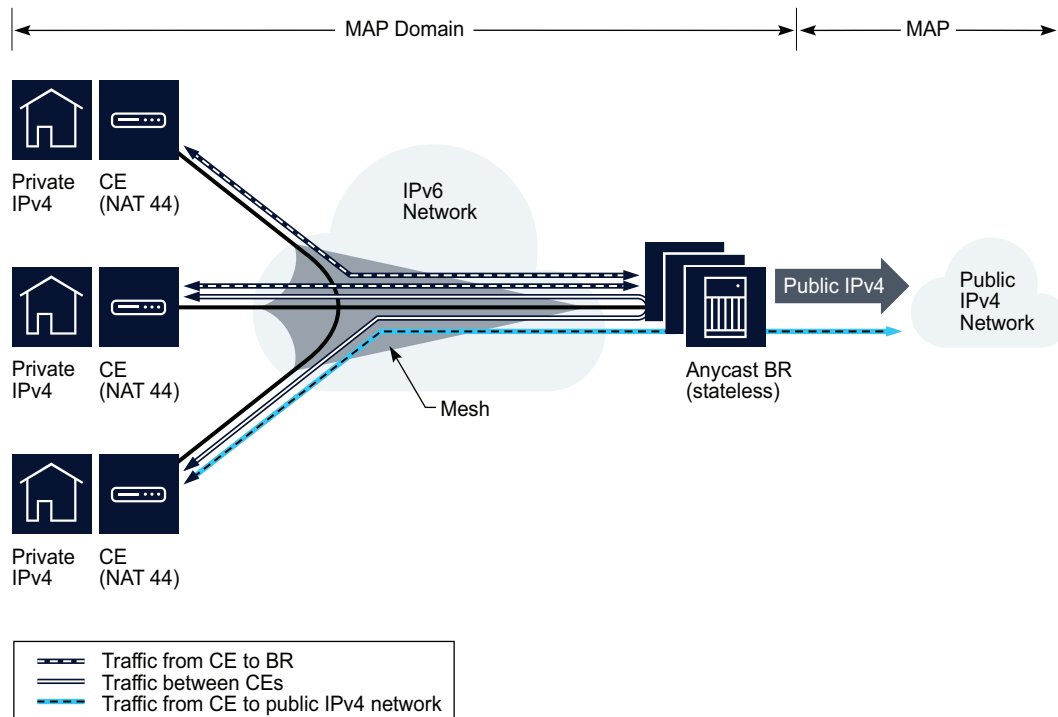 MAP Domain
MAP
Private
IPv4
CE
(NAT 44)
IPv6
Network
Private
IPv4
CE
(NAT 44)
Public IPv4
Public
IPv4
Network
Anycast BR
(stateless)
Mesh
Private
IPv4
CE
(NAT 44)
Traffic from CE to BR
Traffic between CEs
Traffic from CE to public IPv4 network